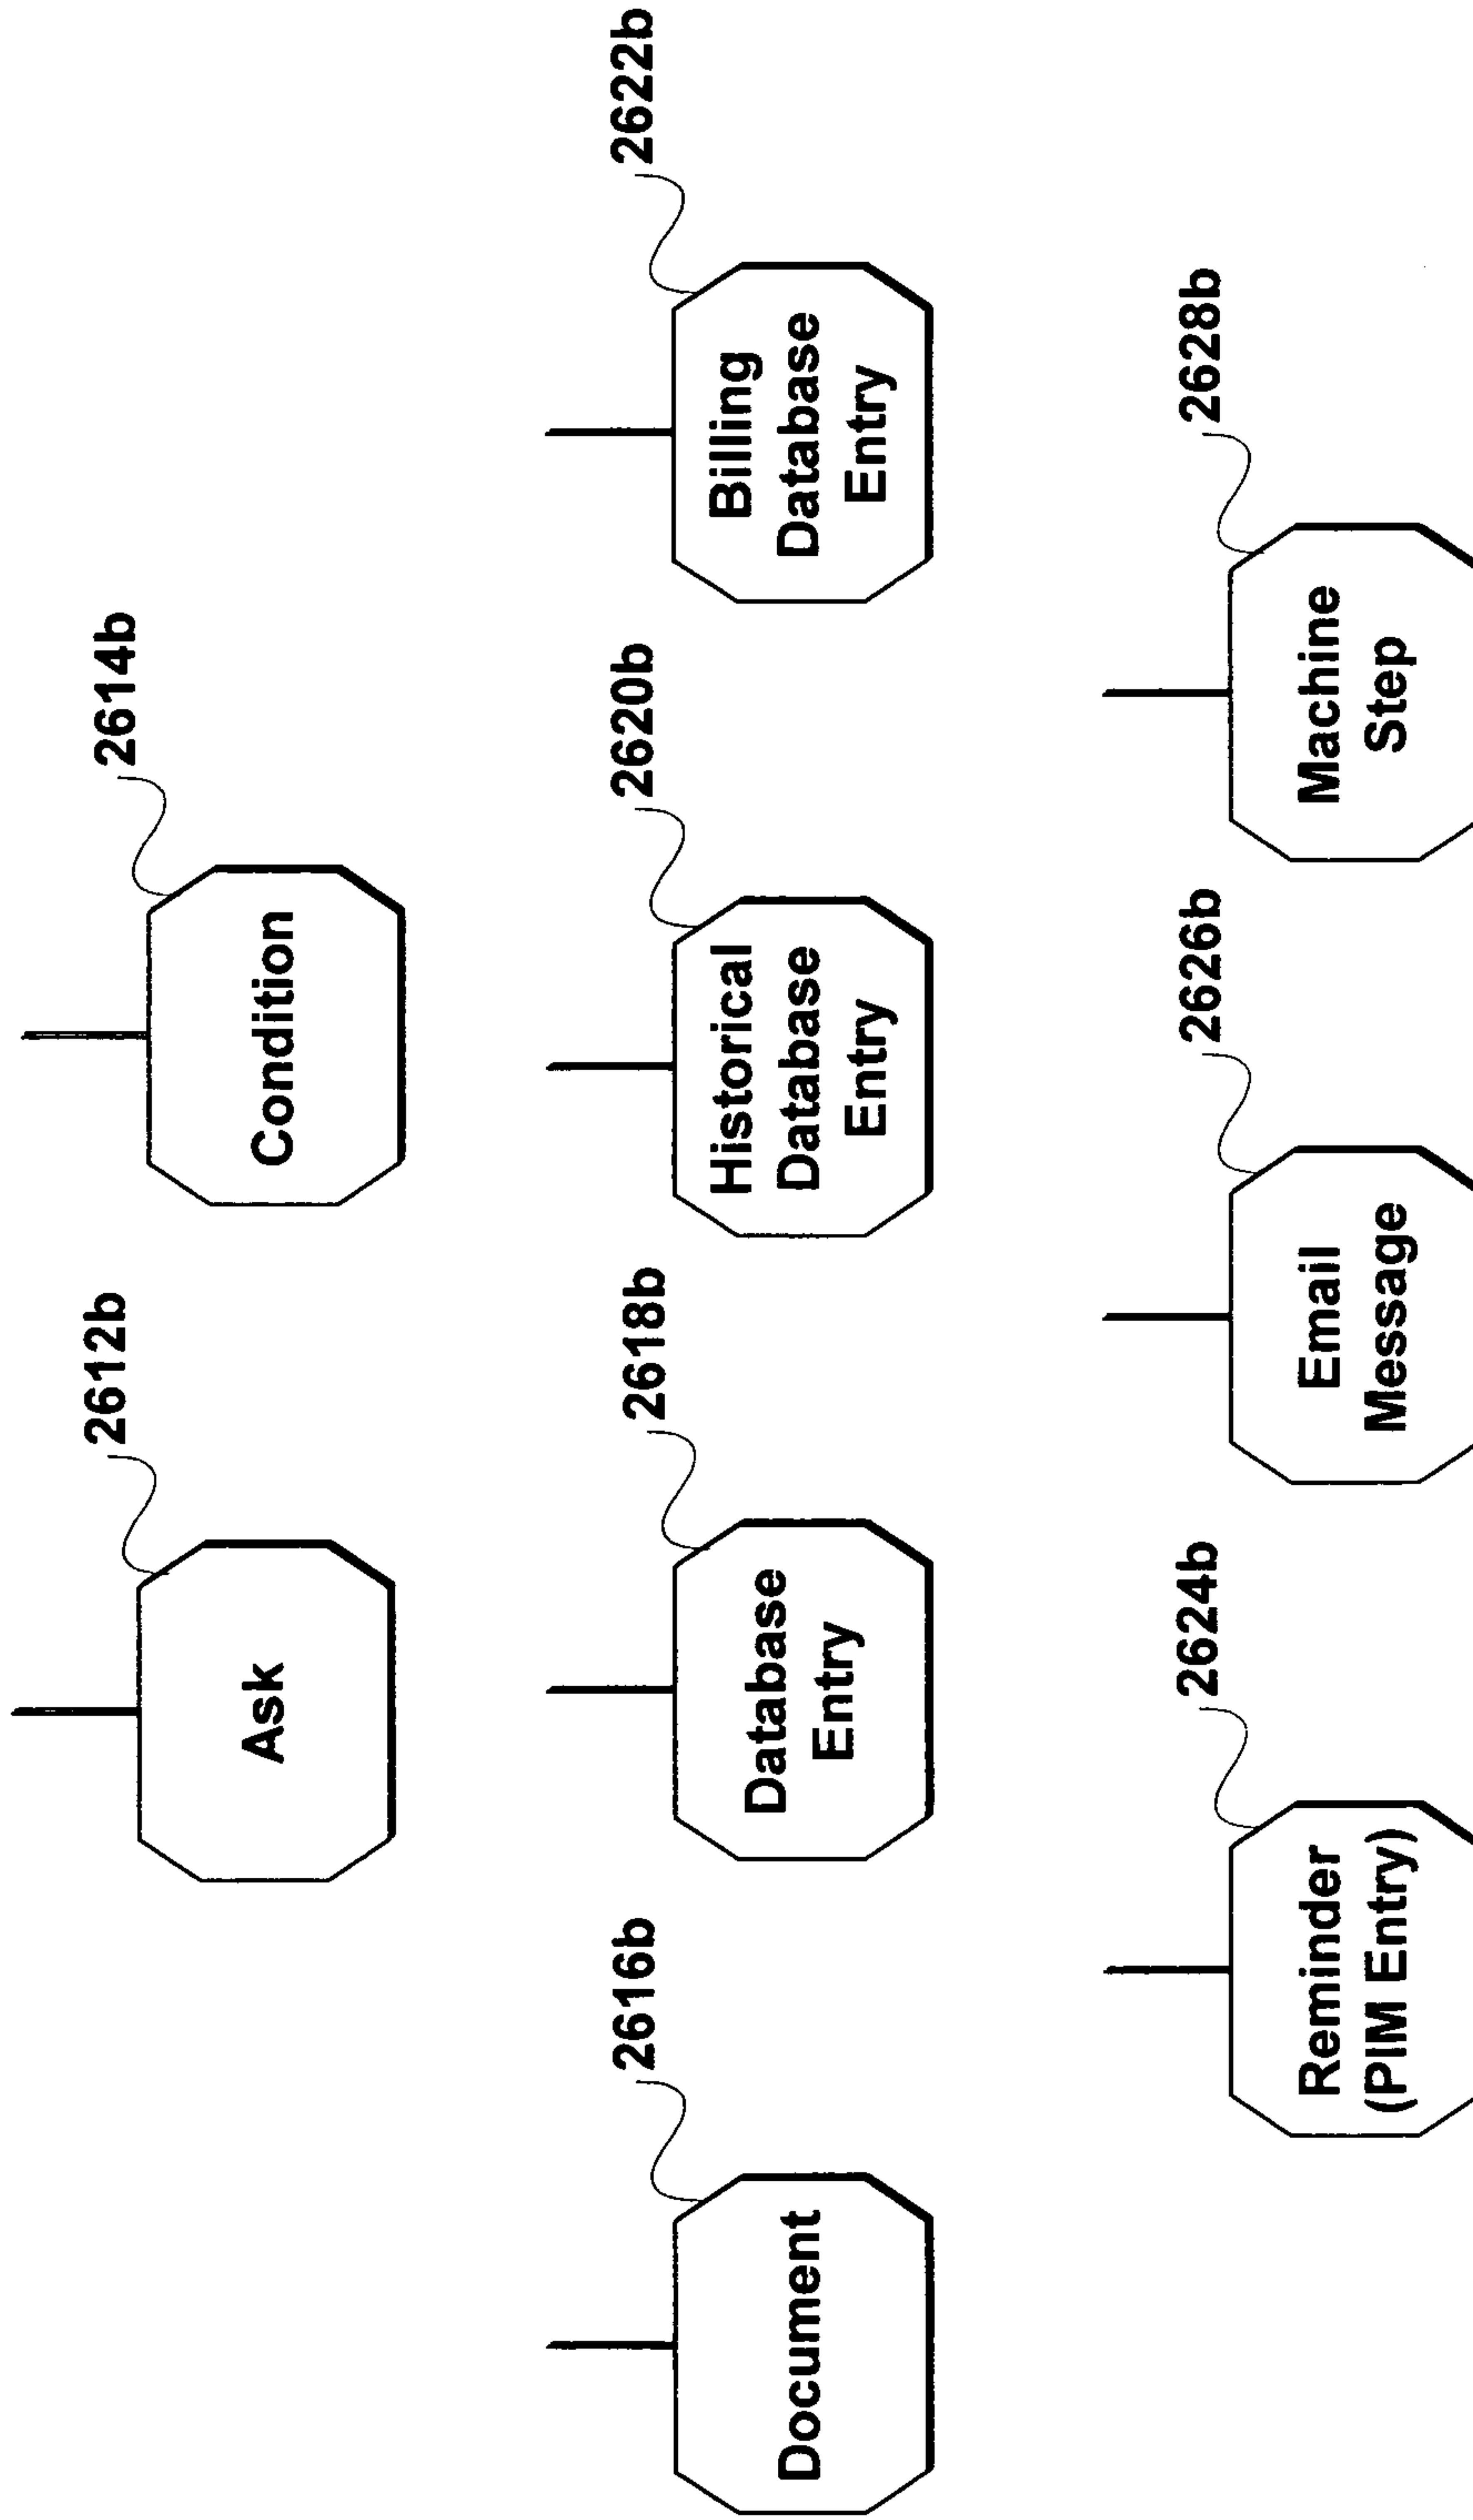 2612b
Ask
2614b
Condition
2616b
Document
2618b
Database
Entry
2620b
Historical
Database
Entry
2622b
Billing
Database
Entry
2624b
Reminder
(PIM Entry)
2626b
Email
Message
2628b
Machine
Step